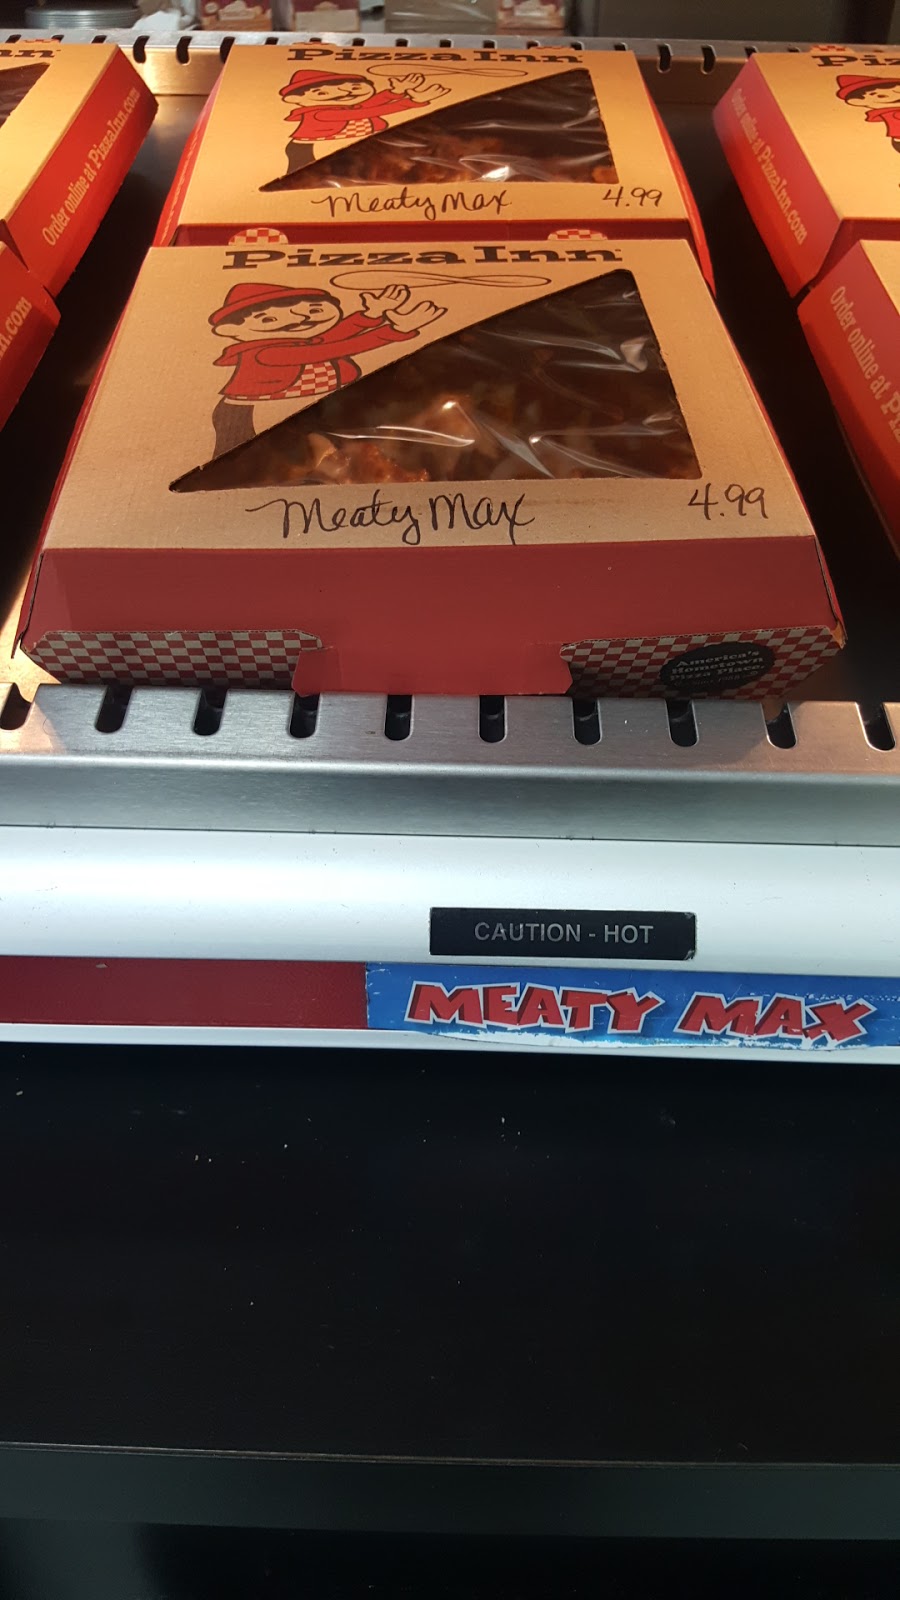 Pizza Inn
Meaty Max 4.99
Order online at PizzaInn.com
Order online at PizzaInn.com
Pizza Inn
Meaty Max 4.99
Order online at
America's
Hometown
Pizza Place.
CAUTION - HOT
MEATY MAX